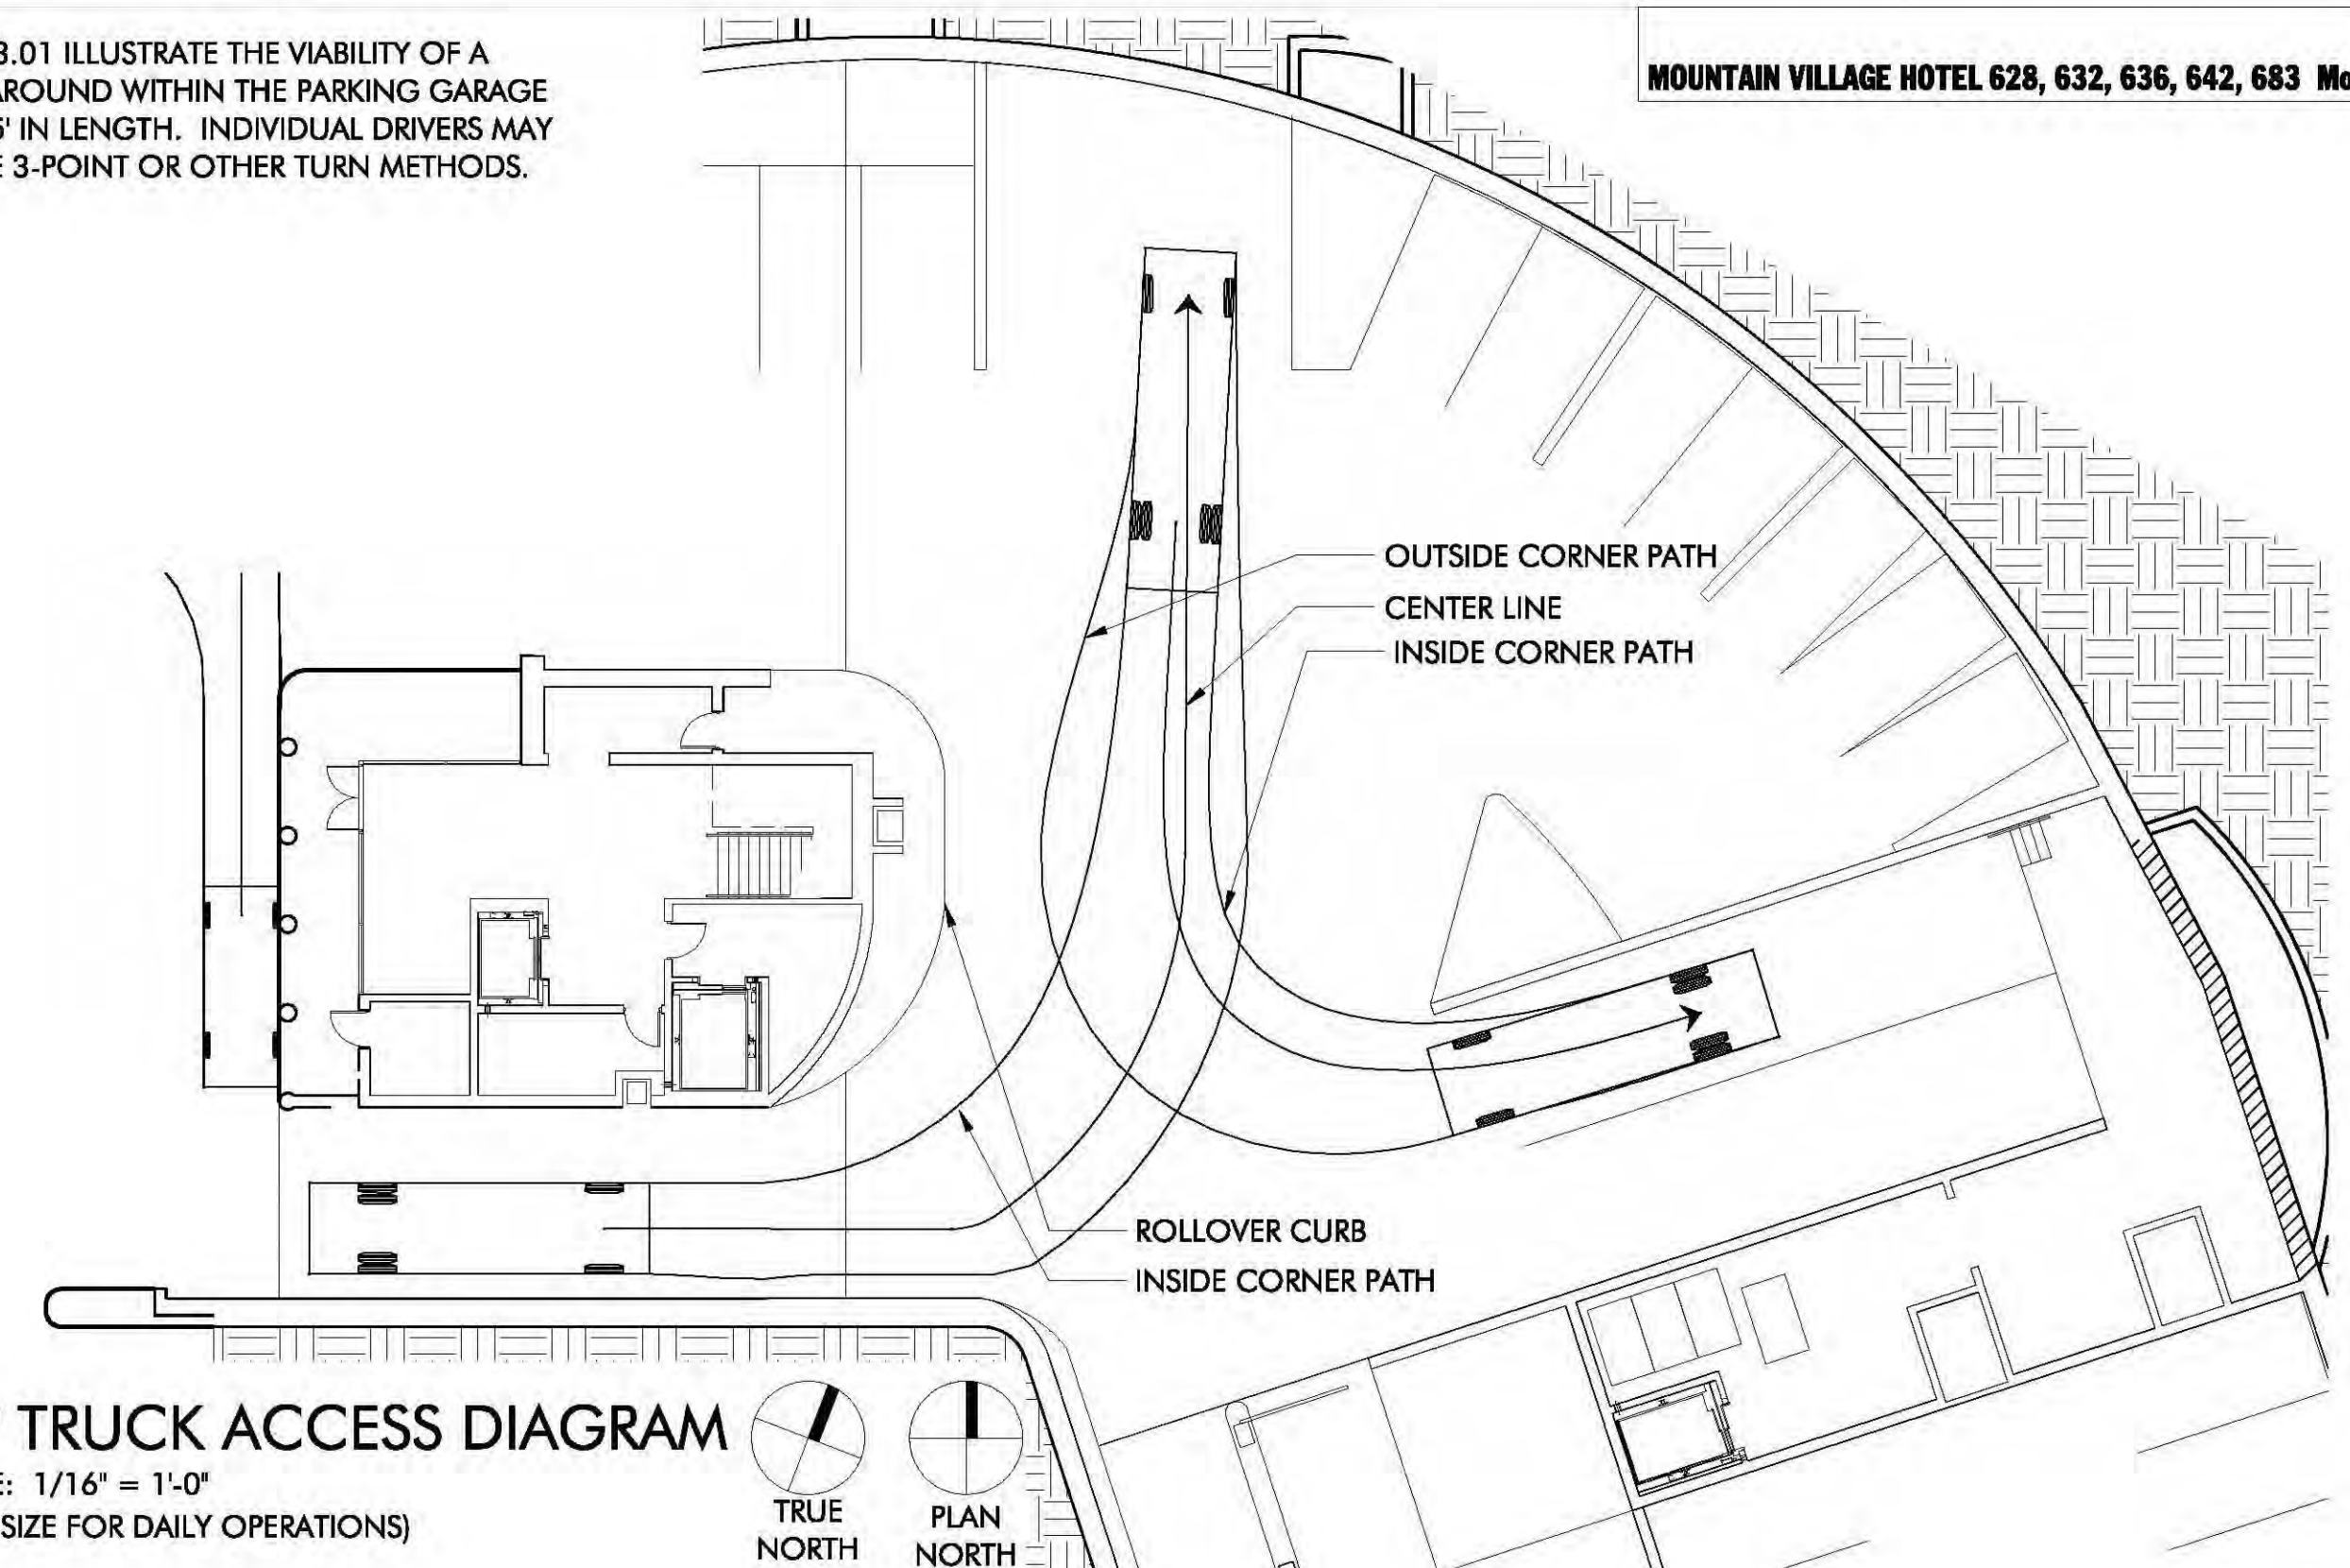 3.01 ILLUSTRATE THE VIABILITY OF A
AROUND WITHIN THE PARKING GARAGE
5' IN LENGTH. INDIVIDUAL DRIVERS MAY
E 3-POINT OR OTHER TURN METHODS.
MOUNTAIN VILLAGE HOTEL 628, 632, 636, 642, 683 Mo
OUTSIDE CORNER PATH
CENTER LINE
INSIDE CORNER PATH
ROLLOVER CURB
INSIDE CORNER PATH
TRUCK ACCESS DIAGRAM
E: 1/16" = 1'-0"
SIZE FOR DAILY OPERATIONS)
TRUE
NORTH
PLAN
NORTH